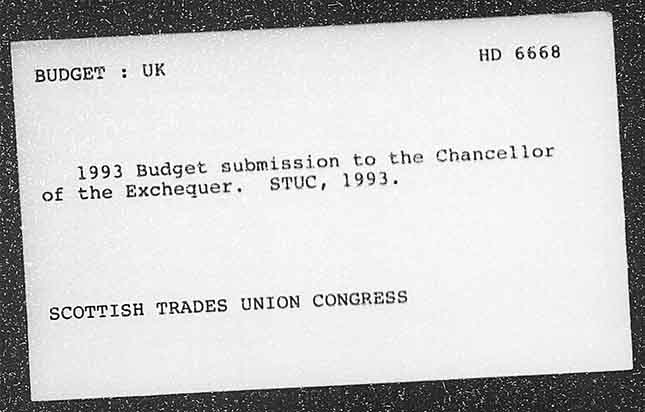 BUDGET : UK HD 6668
1993 Budget submission to the Chancellor
of the Exchequer. STUC, 1993.
SCOTTISH TRADES UNION CONGRESS